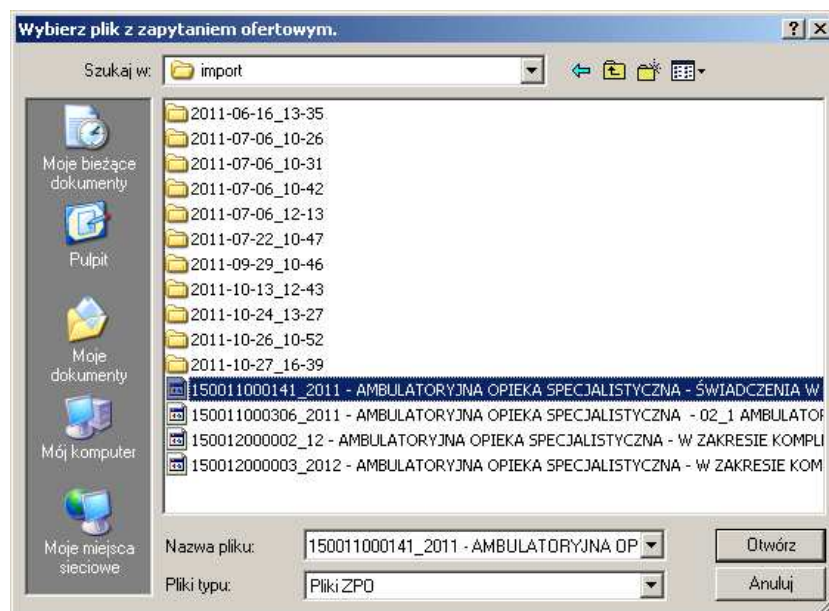 Wybierz plik z zapytaniem ofertowym.
Szukaj w: import
Moje bieżące
dokumenty
Pulpit
Moje
dokumenty
Mój komputer
Moje miejsca
sieciowe
2011-06-16_13-35
2011-07-06_10-26
2011-07-06_10-31
2011-07-06_10-42
2011-07-06_12-13
2011-07-22_10-47
2011-09-29_10-46
2011-10-13_12-43
2011-10-24_13-27
2011-10-26_10-52
2011-10-27_16-39
150011000141_2011 - AMBULATORYJNA OPIEKA SPECJALISTYCZNA - ŚWIADCZENIA W
150011000306_2011 - AMBULATORYJNA OPIEKA SPECJALISTYCZNA - 02_1 AMBULATOR
150012000002_12 - AMBULATORYJNA OPIEKA SPECJALISTYCZNA - W ZAKRESIE KOMPL
150012000003_2012 - AMBULATORYJNA OPIEKA SPECJALISTYCZNA - W ZAKRESIE KOM
Nazwa pliku: 150011000141_2011 - AMBULATORYJNA OP Otwórz
Pliki typu: Pliki ZPO Anuluj